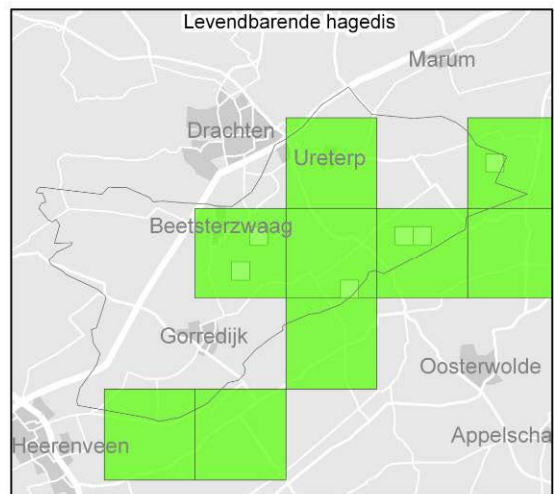 Levendbarende hagedis
Marum
Drachten
Ureterp
Beetsterzwaag
Gorredijk
Oosterwolde
Heerenveen
Appelscha